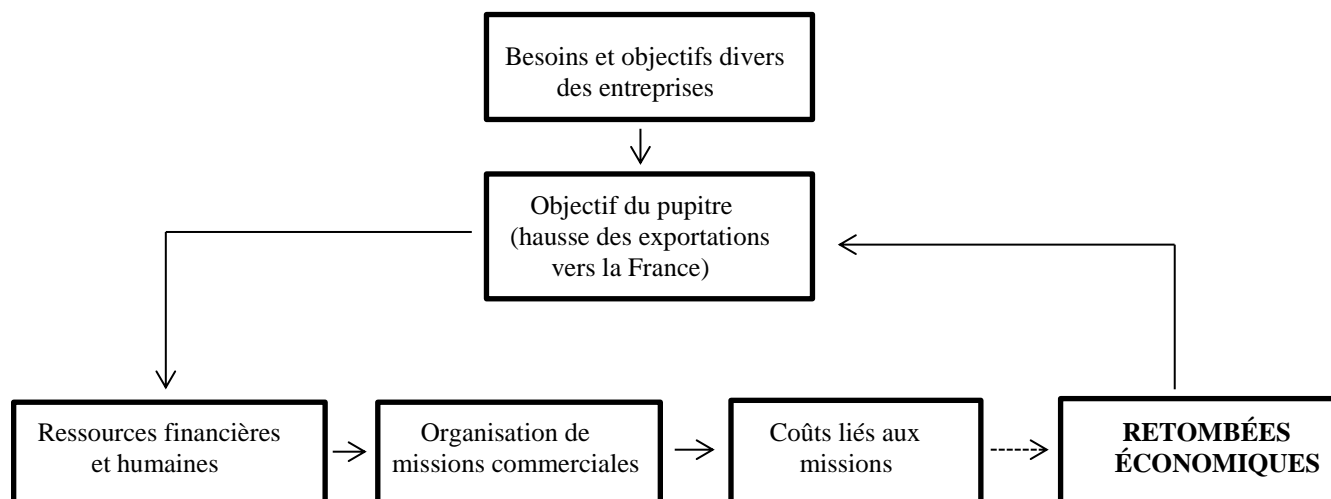 Besoins et objectifs divers
des entreprises
Objectif du pupitre
(hausse des exportations
vers la France)
Ressources financières
et humaines
Organisation de
missions commerciales
Coûts liés aux
missions
RETOMBÉES
ÉCONOMIQUES